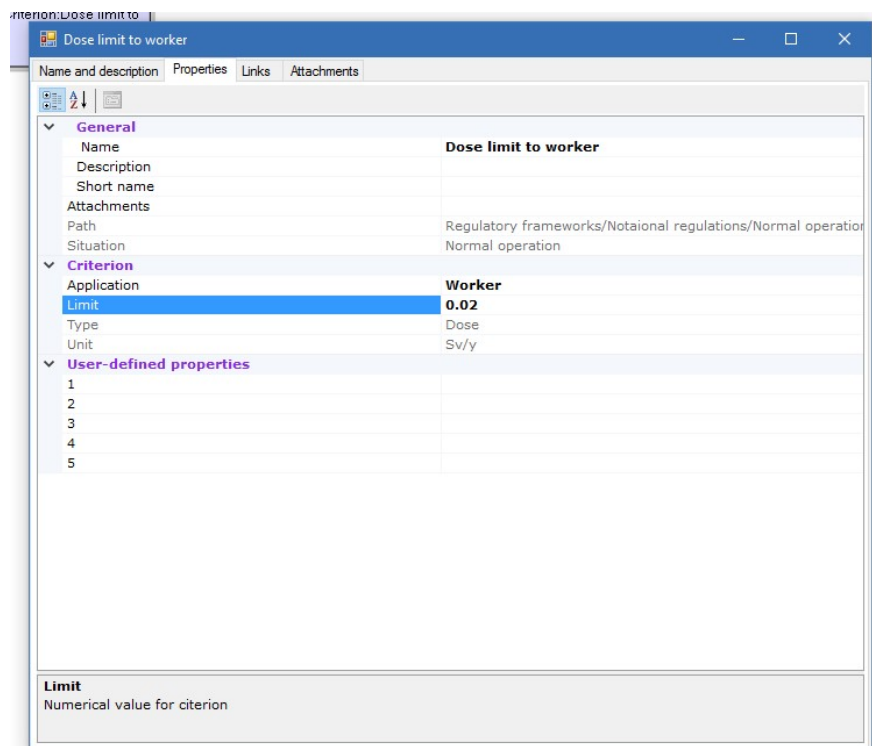 Criterion:Dose limit to
Dose limit to worker
Name and description Properties Links Attachments
General
Name Dose limit to worker
Description
Short name
Attachments
Path Regulatory frameworks/Notaional regulations/Normal operation
Situation Normal operation
Criterion
Application Worker
Limit 0.02
Type Dose
Unit Sv/y
User-defined properties
1
2
3
4
5
Limit
Numerical value for citerion